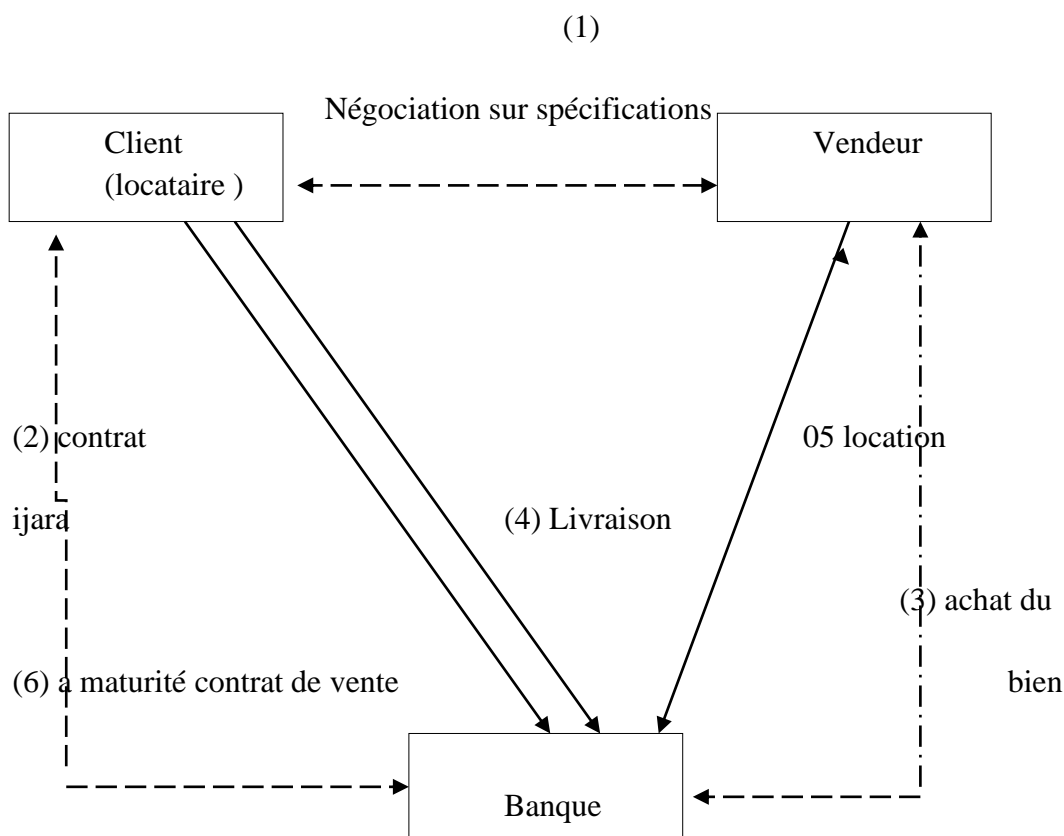 (1)
Négociation sur spécifications
Client
(locataire )
Vendeur
(2) contrat
05 location
ijara
(4) Livraison
(3) achat du
(6) a maturité contrat de vente
bien
Banque